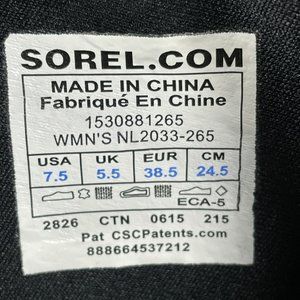 SOREL.COM
MADE IN CHINA
Fabriqué En Chine
1530881265
WMN'S NL2033-265
USA UK EUR CM
7.5 5.5 38.5 24.5
ECA-5
2826 CTN 0615 215
Pat CSCPatents.com
888664537212